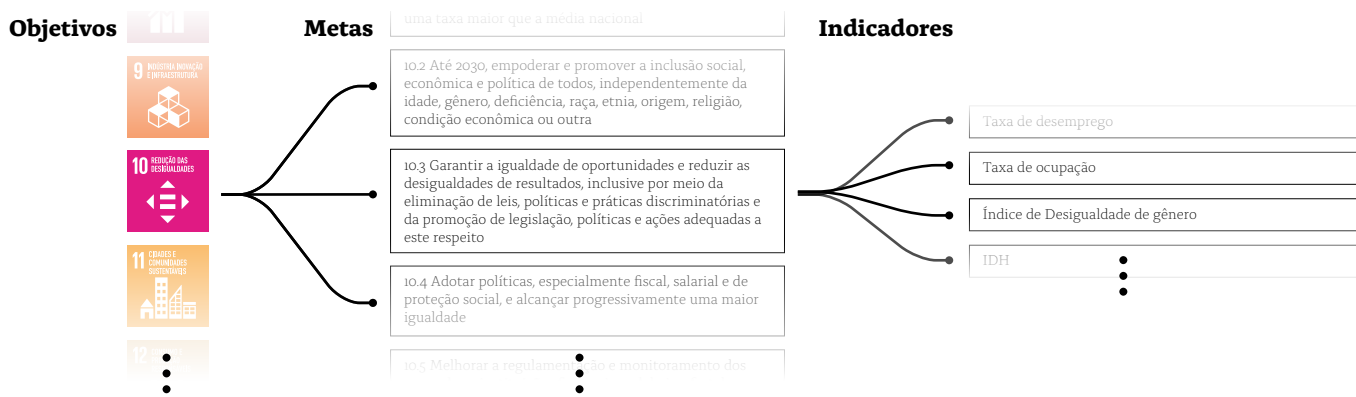 Objetivos
Metas
Indicadores
9 INDÚSTRIA INOVAÇÃO
E INFRAESTRUTURA
10 REDUÇÃO DAS
DESIGUALDADES
11 CIDADES E
COMUNIDADES
SUSTENTÁVEIS
12
uma taxa maior que a média nacional
10.2 Até 2030, empoderar e promover a inclusão social,
econômica e política de todos, independentemente da
idade, gênero, deficiência, raça, etnia, origem, religião,
condição econômica ou outra
10.3 Garantir a igualdade de oportunidades e reduzir as
desigualdades de resultados, inclusive por meio da
eliminação de leis, políticas e práticas discriminatórias e
da promoção de legislação, políticas e ações adequadas a
este respeito
10.4 Adotar políticas, especialmente fiscal, salarial e de
proteção social, e alcançar progressivamente uma maior
igualdade
10.5 Melhorar a regulamentação e monitoramento dos
Taxa de desemprego
Taxa de ocupação
Índice de Desigualdade de gênero
IDH